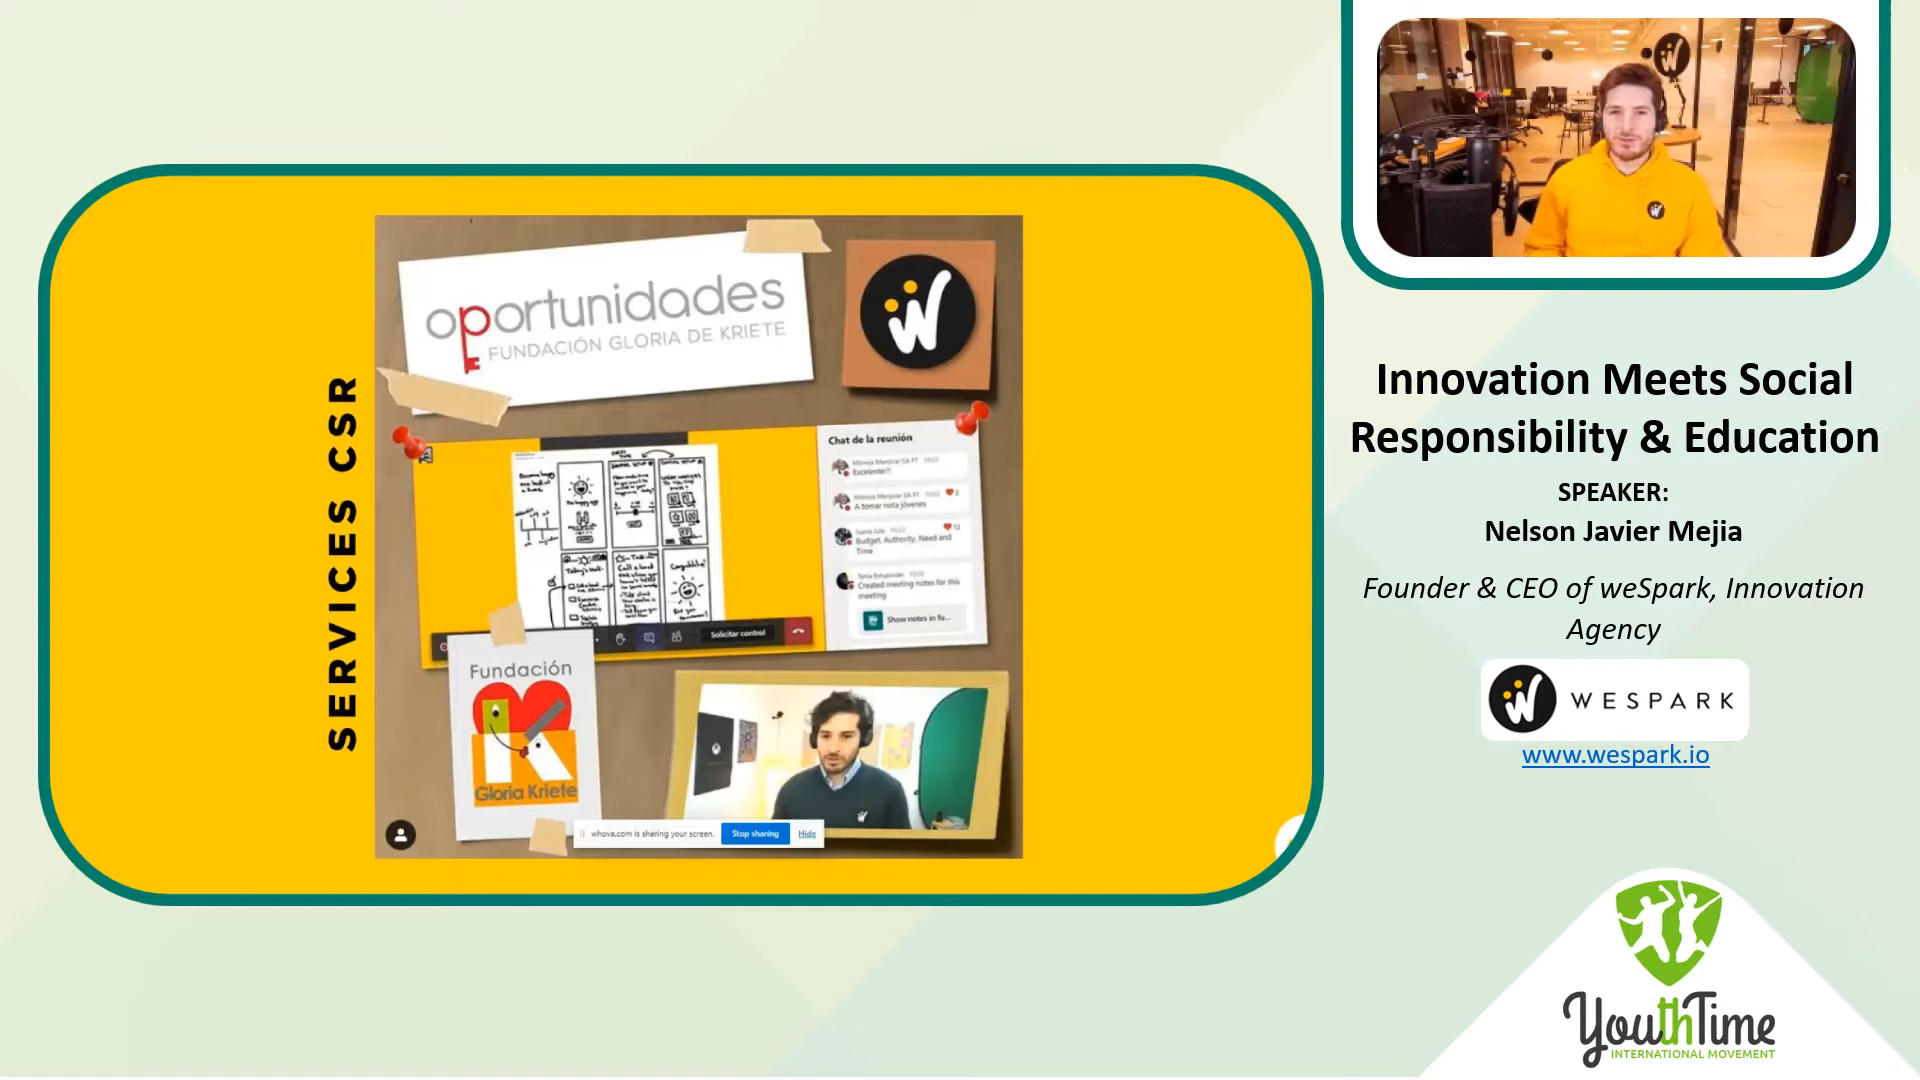 SERVICES CSR
oportunidades
FUNDACIÓN GLORIA DE KRIETE
Chat de la reunión
Excelente!!!
A tomar nota jóvenes
Budget, Authority, Need and
Time
Created meeting notes for this
meeting
Show notes in fu...
Solicitar control
Fundación
K
Gloria Kriete
whova.com is sharing your screen.
Stop sharing
Hide
Innovation Meets Social
Responsibility & Education
SPEAKER:
Nelson Javier Mejia
Founder & CEO of weSpark, Innovation
Agency
WESPARK
www.wespark.io
YouthTime
INTERNATIONAL MOVEMENT